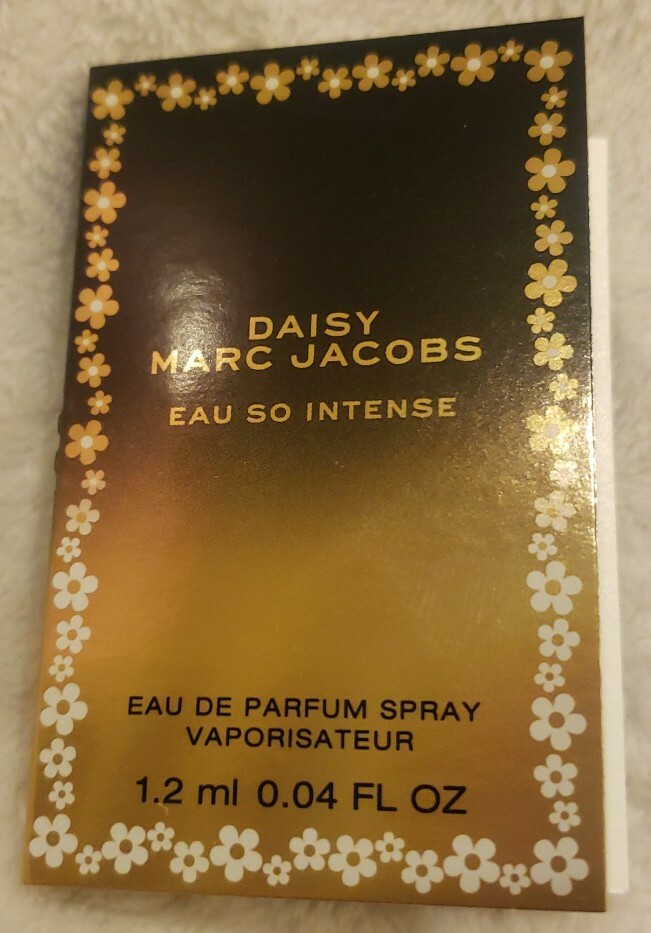 DAISY
MARC JACOBS
EAU SO INTENSE
EAU DE PARFUM SPRAY
VAPORISATEUR
1.2 ml 0.04 FL OZ